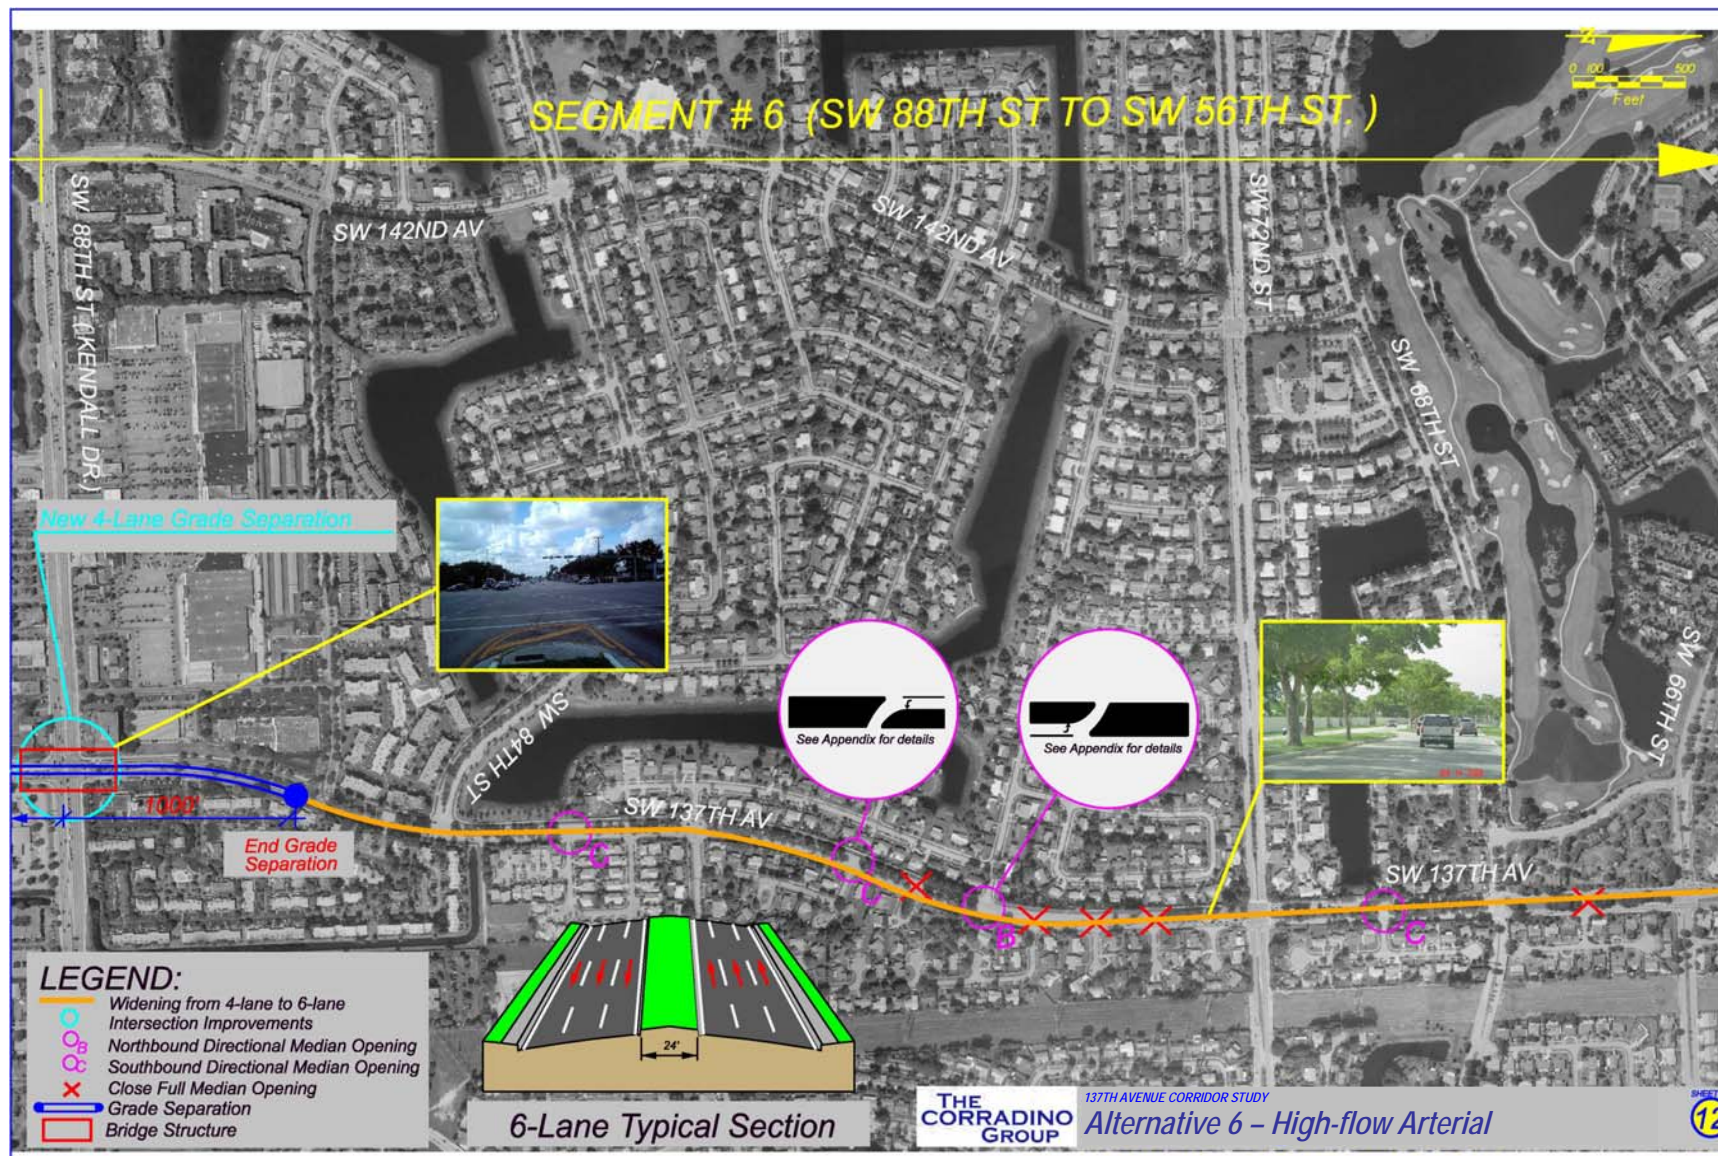 N
0 100 500
Feet
SEGMENT # 6 (SW 88TH ST TO SW 56TH ST. )
SW 88TH ST (KENDALL DR.)
SW 142ND AV
SW 142ND AV
SW 72ND ST
SW 68TH ST
SW 66TH ST
New 4-Lane Grade Separation
SW 84TH ST
See Appendix for details
See Appendix for details
1000'
End Grade
Separation
SW 137TH AV
SW 137TH AV
C
B
C
24'
6-Lane Typical Section
LEGEND:
Widening from 4-lane to 6-lane
Intersection Improvements
B Northbound Directional Median Opening
C Southbound Directional Median Opening
Close Full Median Opening
Grade Separation
Bridge Structure
THE
CORRADINO
GROUP
137TH AVENUE CORRIDOR STUDY
Alternative 6 – High-flow Arterial
SHEET
12